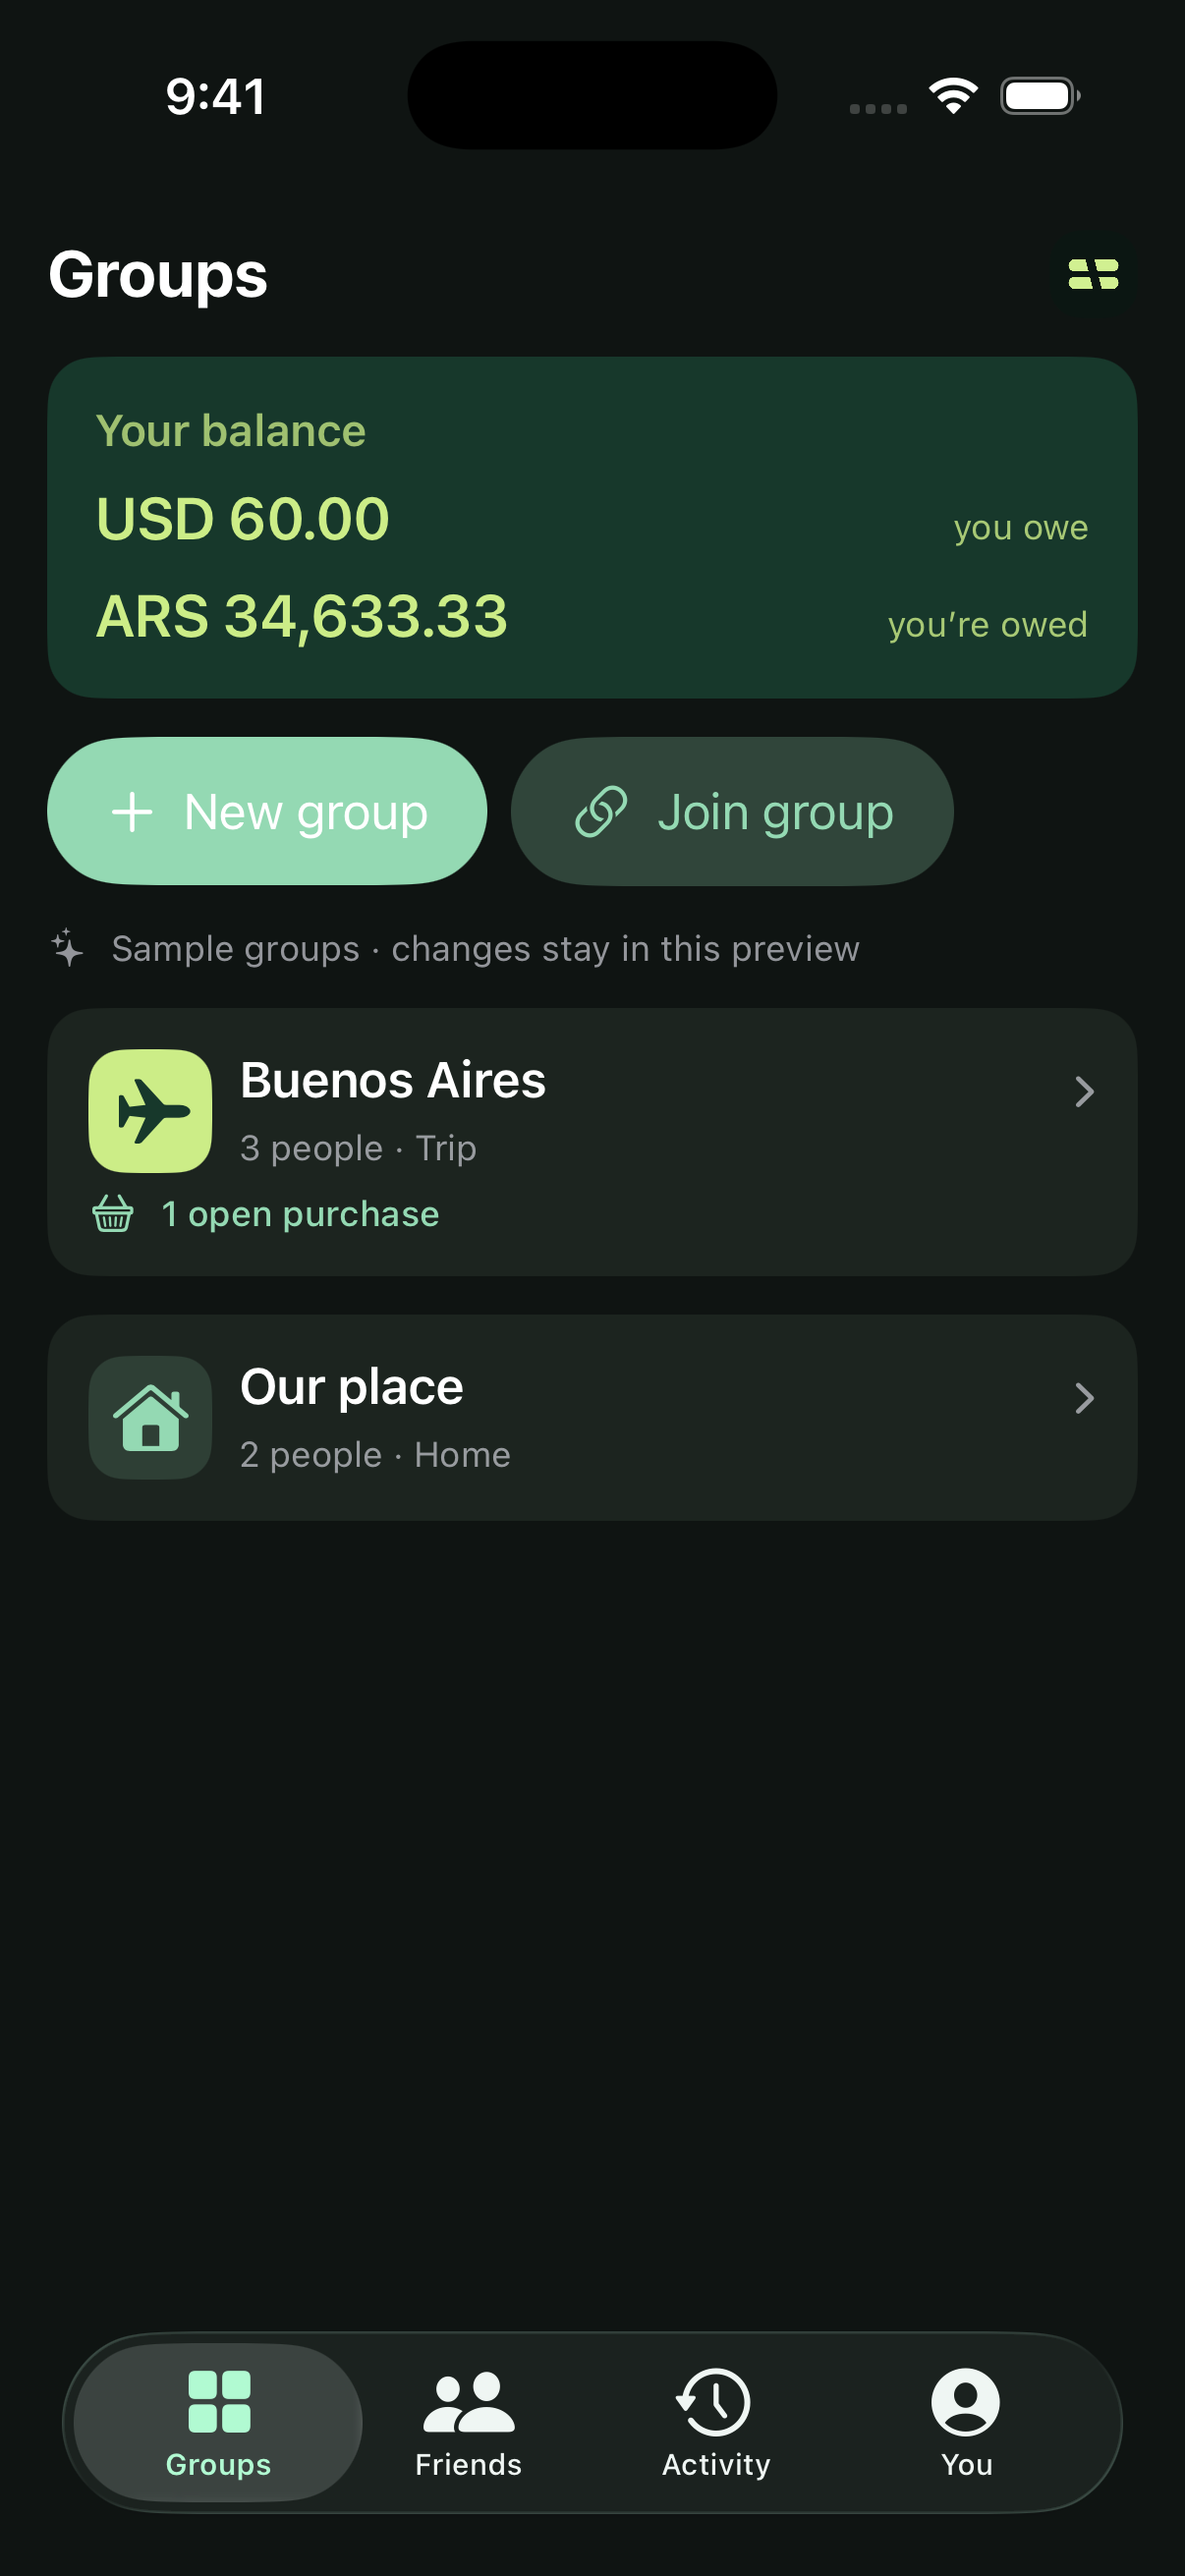 9:41
Groups
Your balance
USD 60.00 you owe
ARS 34,633.33 you’re owed
New group Join group
Sample groups · changes stay in this preview
Buenos Aires
3 people · Trip
1 open purchase
Our place
2 people · Home
Groups Friends Activity You